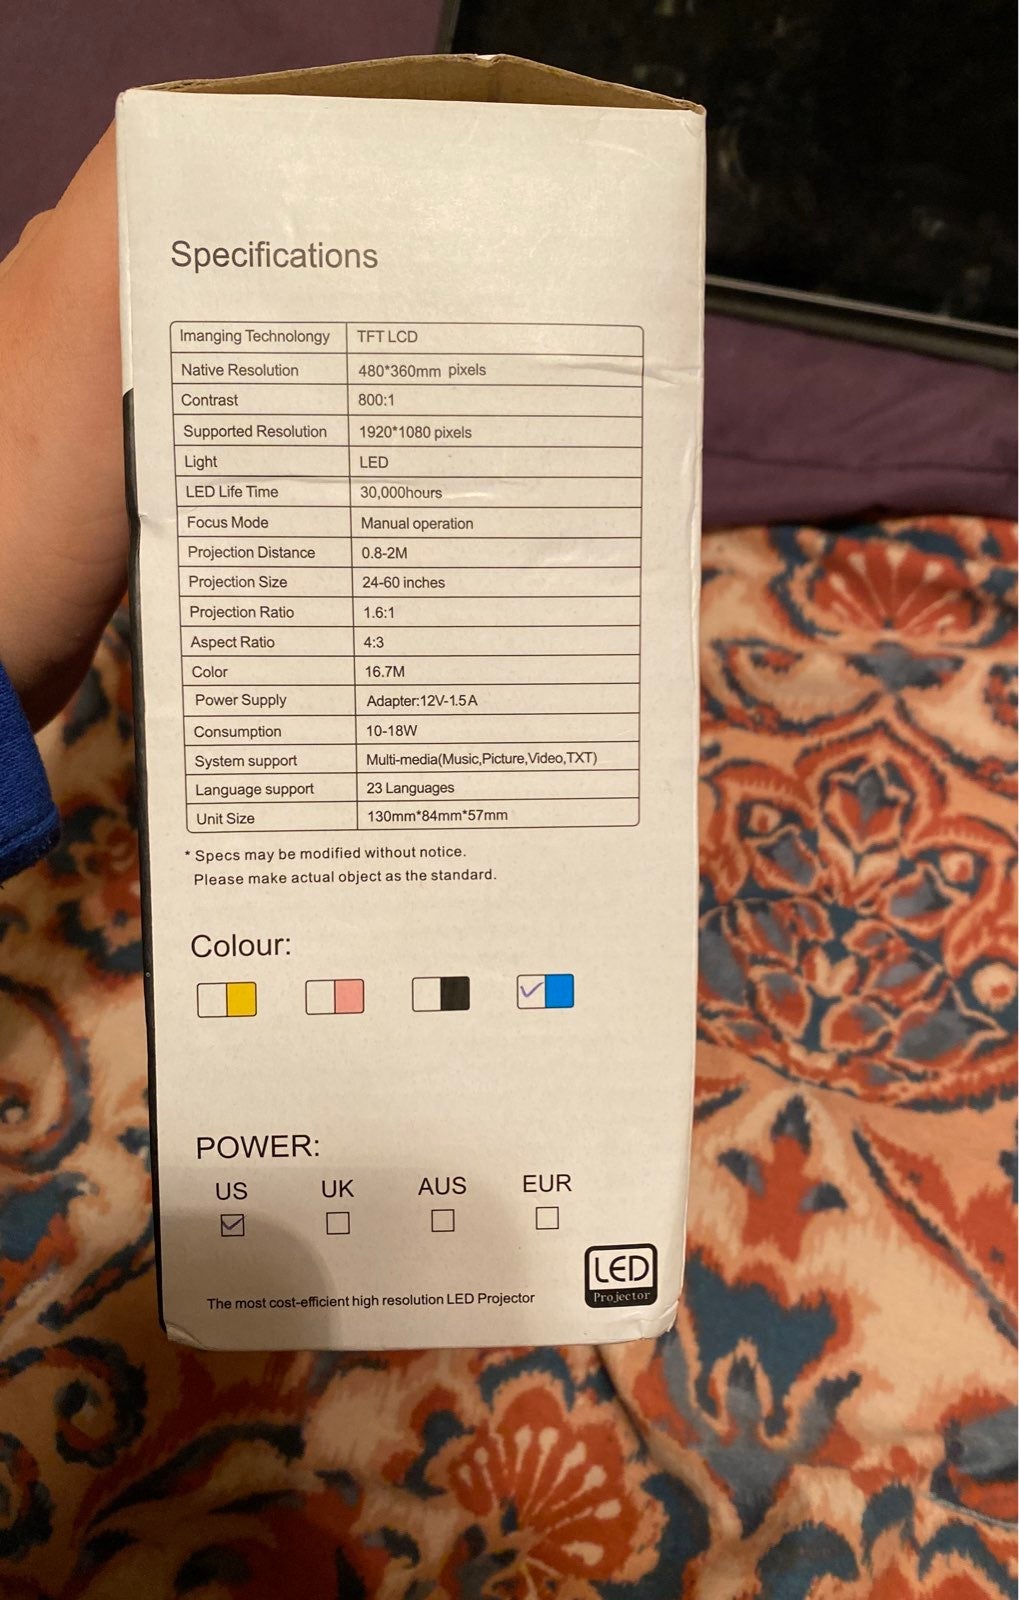 Specifications
Imanging Technolongy TFT LCD
Native Resolution 480*360mm pixels
Contrast 800:1
Supported Resolution 1920*1080 pixels
Light LED
LED Life Time 30,000hours
Focus Mode Manual operation
Projection Distance 0.8-2M
Projection Size 24-60 inches
Projection Ratio 1.6:1
Aspect Ratio 4:3
Color 16.7M
Power Supply Adapter:12V-1.5A
Consumption 10-18W
System support Multi-media(Music,Picture,Video,TXT)
Language support 23 Languages
Unit Size 130mm*84mm*57mm
* Specs may be modified without notice.
Please make actual object as the standard.
Colour:
POWER:
US UK AUS EUR
LED
Projector
The most cost-efficient high resolution LED Projector